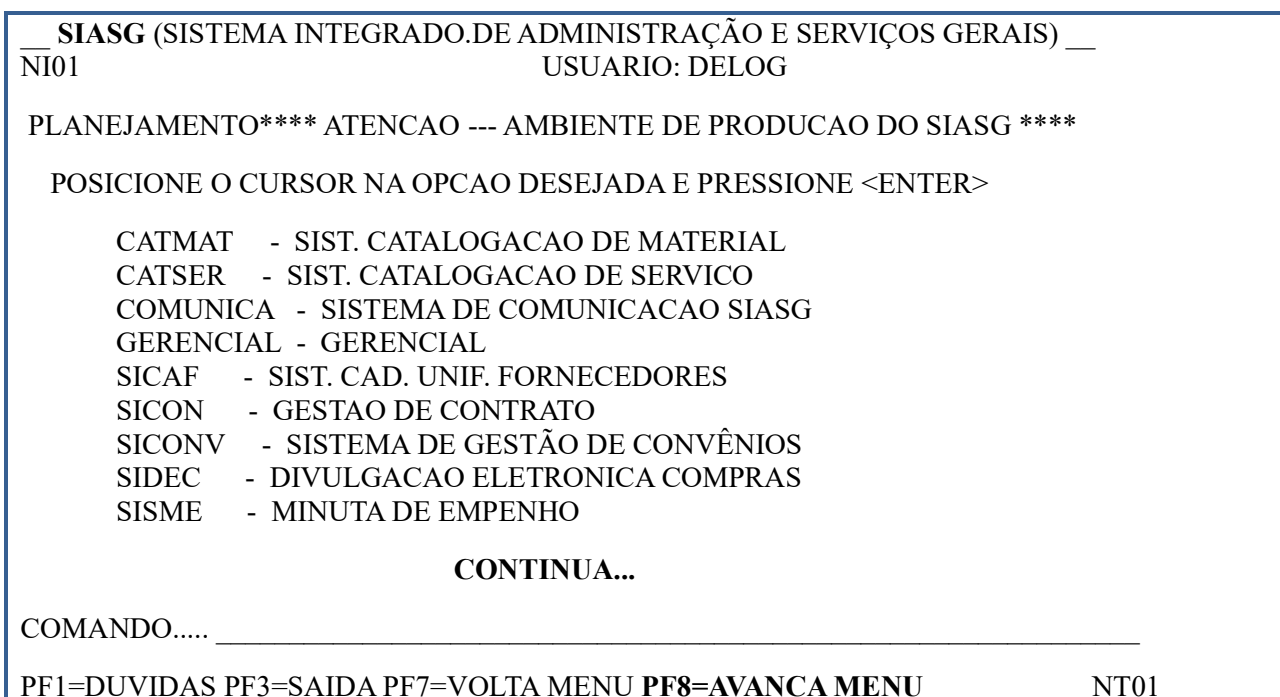 __ SIASG (SISTEMA INTEGRADO.DE ADMINISTRAÇÃO E SERVIÇOS GERAIS) __
NI01 USUARIO: DELOG
PLANEJAMENTO**** ATENCAO --- AMBIENTE DE PRODUCAO DO SIASG ****
POSICIONE O CURSOR NA OPCAO DESEJADA E PRESSIONE <ENTER>
CATMAT - SIST. CATALOGACAO DE MATERIAL
CATSER - SIST. CATALOGACAO DE SERVICO
COMUNICA - SISTEMA DE COMUNICACAO SIASG
GERENCIAL - GERENCIAL
SICAF - SIST. CAD. UNIF. FORNECEDORES
SICON - GESTAO DE CONTRATO
SICONV - SISTEMA DE GESTÃO DE CONVÊNIOS
SIDEC - DIVULGACAO ELETRONICA COMPRAS
SISME - MINUTA DE EMPENHO
CONTINUA...
COMANDO..... ____________________________________________________________________
PF1=DUVIDAS PF3=SAIDA PF7=VOLTA MENU PF8=AVANCA MENU NT01